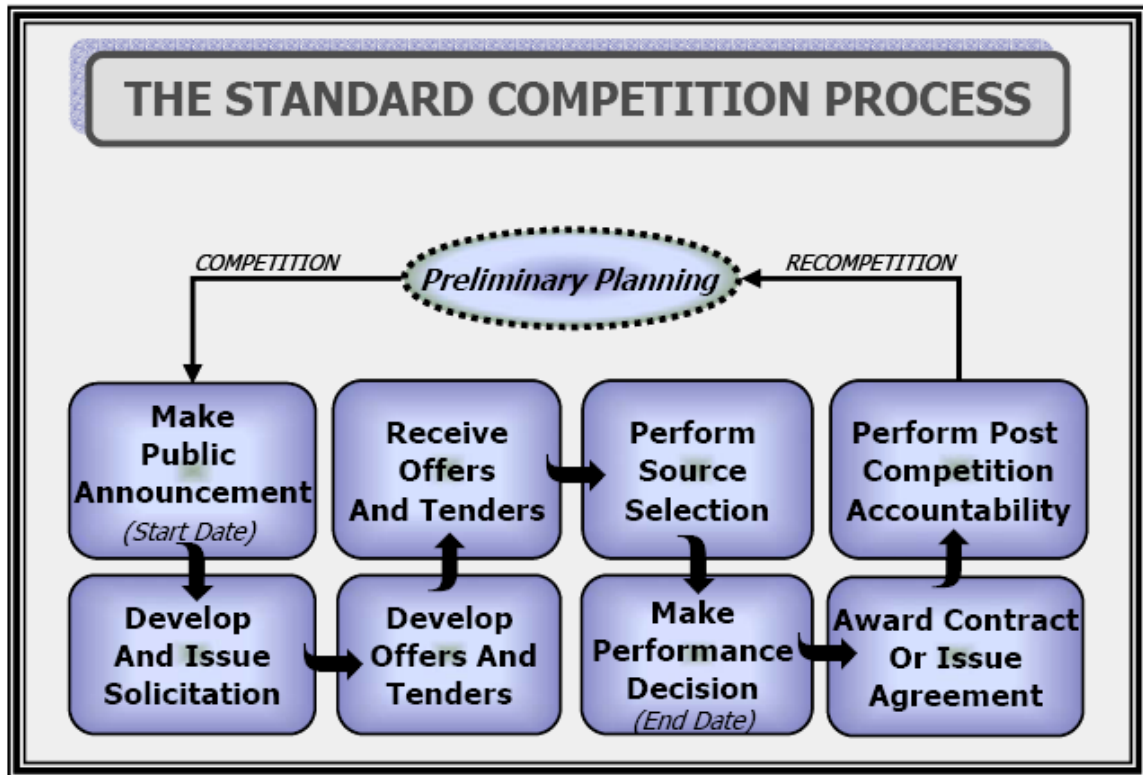 THE STANDARD COMPETITION PROCESS
COMPETITION
Preliminary Planning
RECOMPETITION
Make
Public
Announcement
(Start Date)
Develop
And Issue
Solicitation
Develop
Offers And
Tenders
Receive
Offers
And Tenders
Perform
Source
Selection
Make
Performance
Decision
(End Date)
Award Contract
Or Issue
Agreement
Perform Post
Competition
Accountability